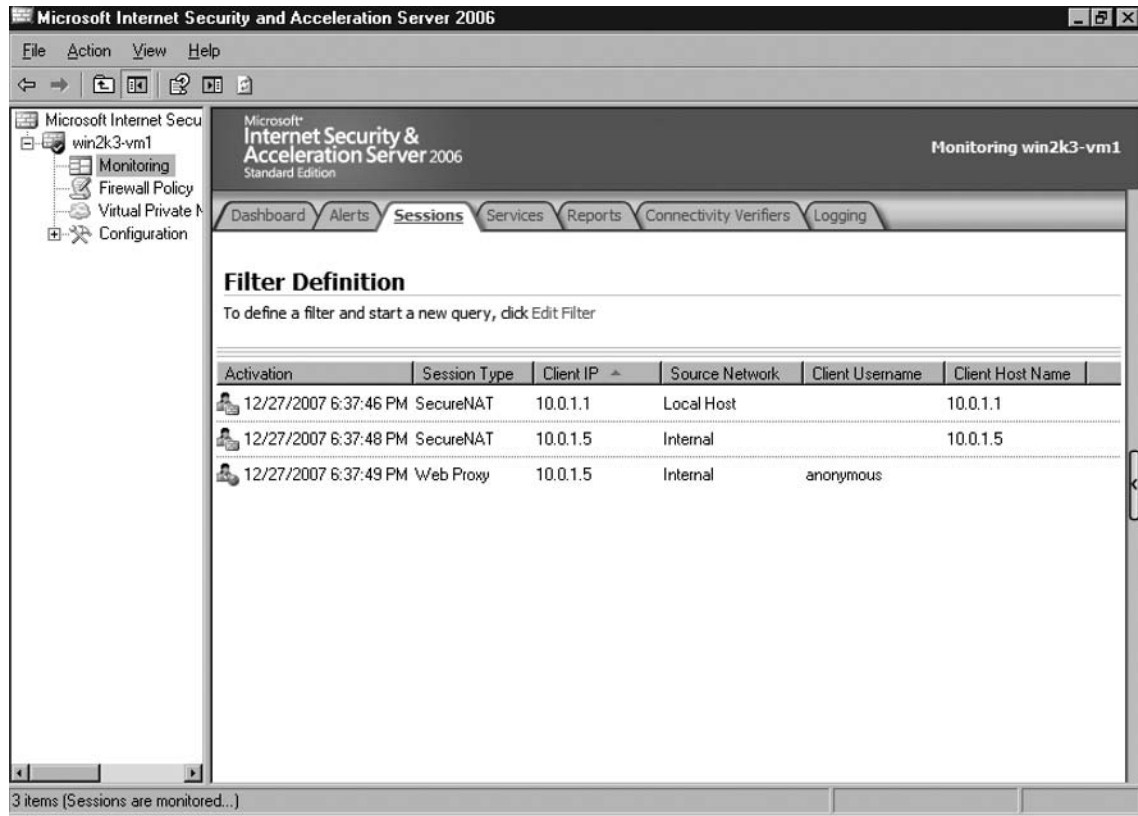 Microsoft Internet Security and Acceleration Server 2006
File Action View Help
Microsoft Internet Secu
win2k3-vm1
Monitoring
Firewall Policy
Virtual Private N
Configuration
Microsoft®
Internet Security &
Acceleration Server 2006
Standard Edition
Monitoring win2k3-vm1
Dashboard Alerts Sessions Services Reports Connectivity Verifiers Logging
Filter Definition
To define a filter and start a new query, click Edit Filter
Activation Session Type Client IP Source Network Client Username Client Host Name
12/27/2007 6:37:46 PM SecureNAT 10.0.1.1 Local Host 10.0.1.1
12/27/2007 6:37:48 PM SecureNAT 10.0.1.5 Internal 10.0.1.5
12/27/2007 6:37:49 PM Web Proxy 10.0.1.5 Internal anonymous
3 items (Sessions are monitored...)